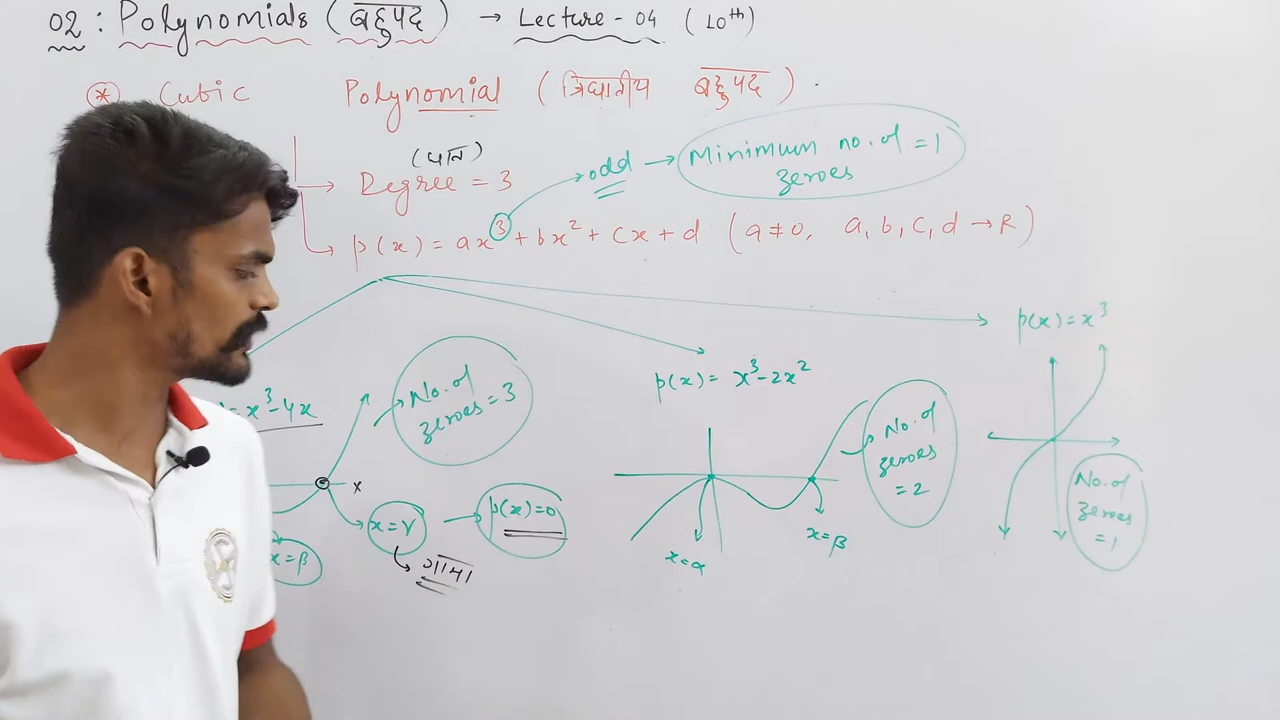 02 : Polynomials (बहुपद) → Lecture - 04 (10th)
* Cubic Polynomial (त्रिघातीय बहुपद) .
(घात)
→ Degree = 3 → odd → Minimum no. of = 1
zeroes
→ p(x) = ax³ + bx² + cx + d (a ≠ 0, a, b, c, d → R)
= x³ - 4x
No. of
zeroes = 3
x
x = γ → p(x) = 0
गामा
x = β
p(x) = x³ - 2x²
No. of
zeroes
= 2
x = α
x = β
p(x) = x³
No. of
zeroes
= 1